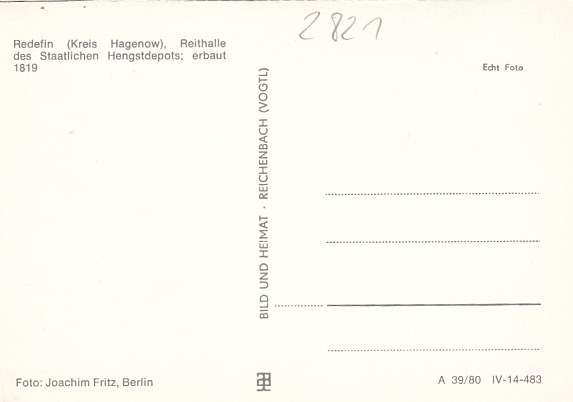 2821
Redefin (Kreis Hagenow), Reithalle
des Staatlichen Hengstdepots; erbaut
1819
Echt Foto
BILD UND HEIMAT · REICHENBACH (VOGTL)
Foto: Joachim Fritz, Berlin
A 39/80 IV-14-483